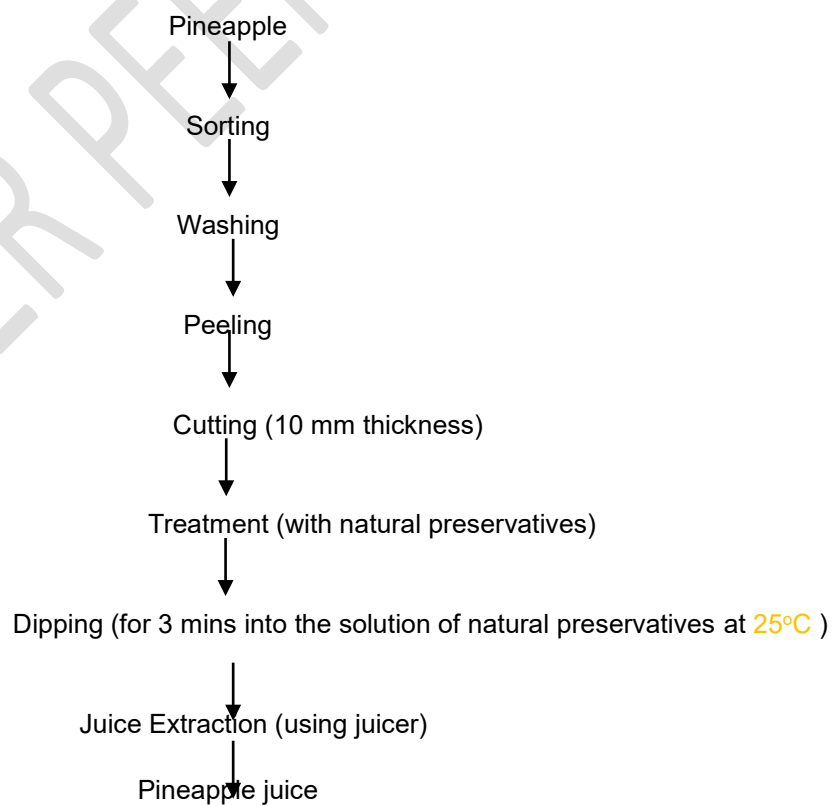 Pineapple
Sorting
Washing
Peeling
Cutting (10 mm thickness)
Treatment (with natural preservatives)
Dipping (for 3 mins into the solution of natural preservatives at 25°C )
Juice Extraction (using juicer)
Pineapple juice